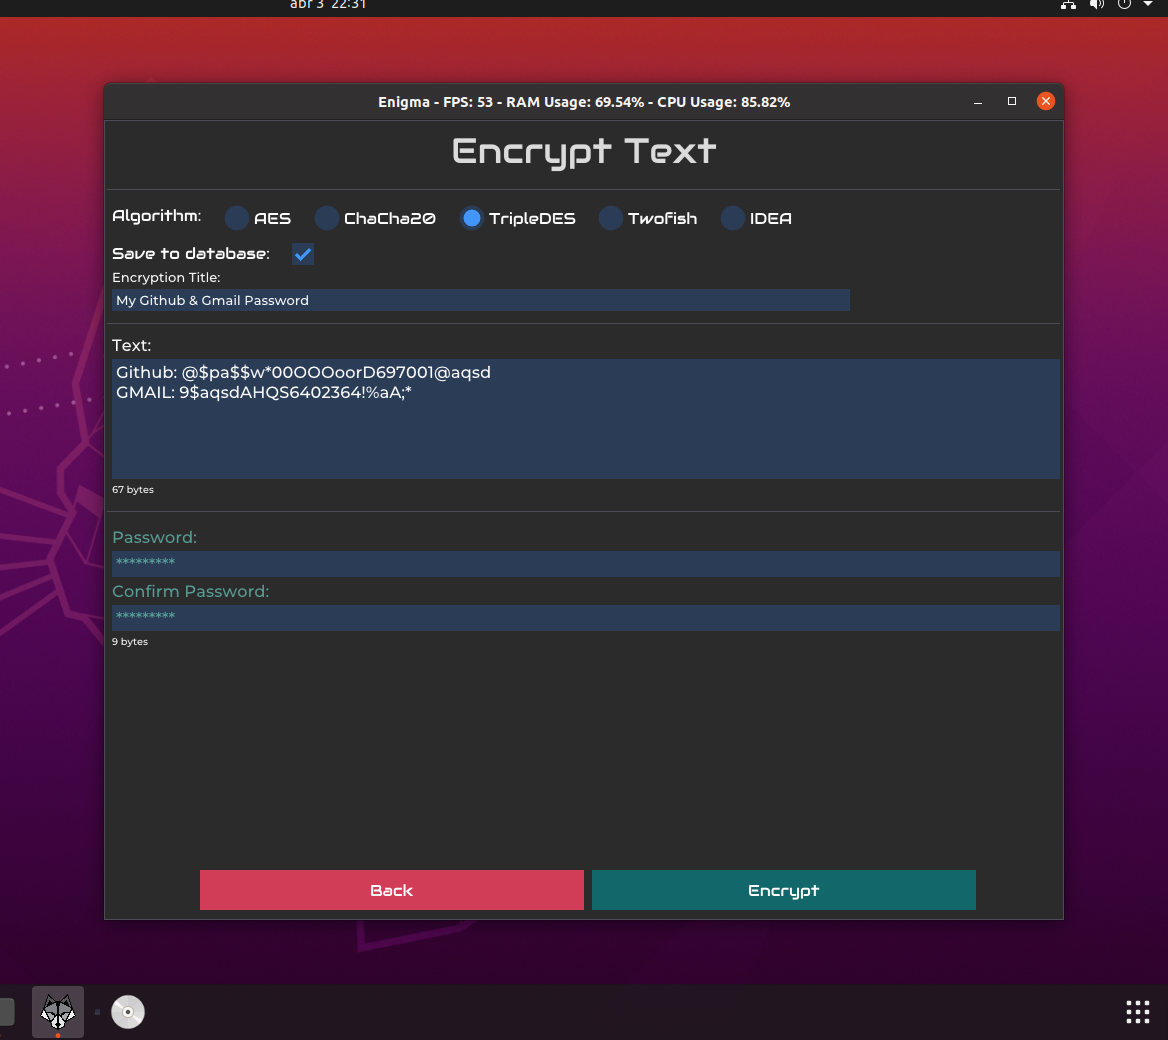 abr 3 22:31
Enigma - FPS: 53 - RAM Usage: 69.54% - CPU Usage: 85.82%
Encrypt Text
Algorithm: AES ChaCha20 TripleDES Twofish IDEA
Save to database:
Encryption Title:
My Github & Gmail Password
Text:
Github: @$pa$$w*00OOOoorD697001@aqsd
GMAIL: 9$aqsdAHQS6402364!%aA;*
67 bytes
Password:
*********
Confirm Password:
*********
9 bytes
Back Encrypt